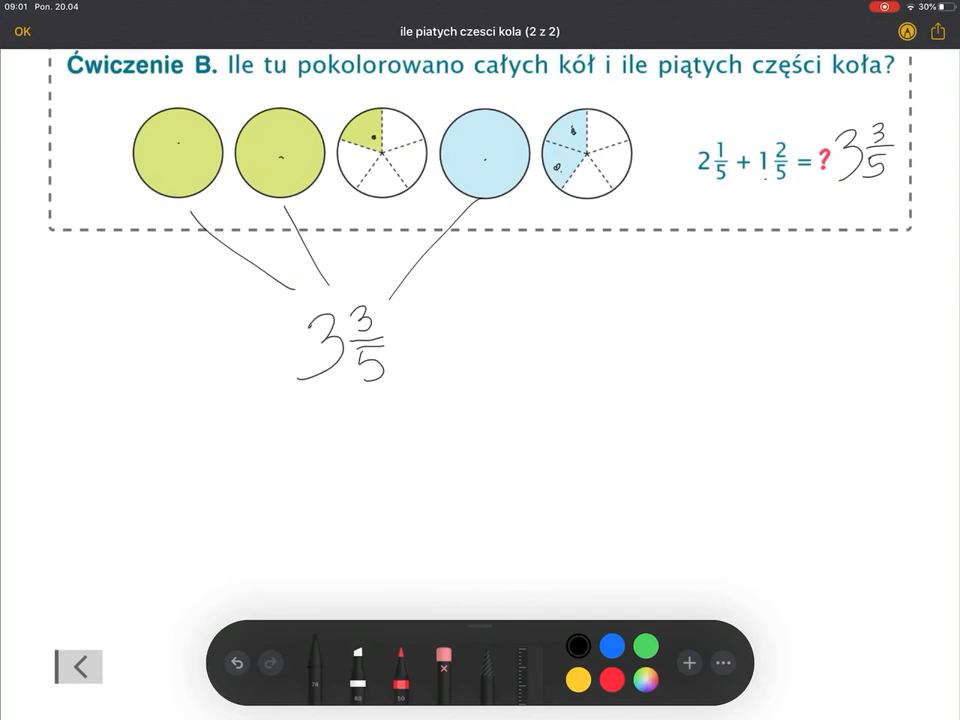 09:01 Pon. 20.04 30%
OK ile piatych czesci kola (2 z 2)
Ćwiczenie B. Ile tu pokolorowano całych kół i ile piątych części koła?
2 1/5 + 1 2/5 = ? 3 3/5
3 3/5
74 80 50